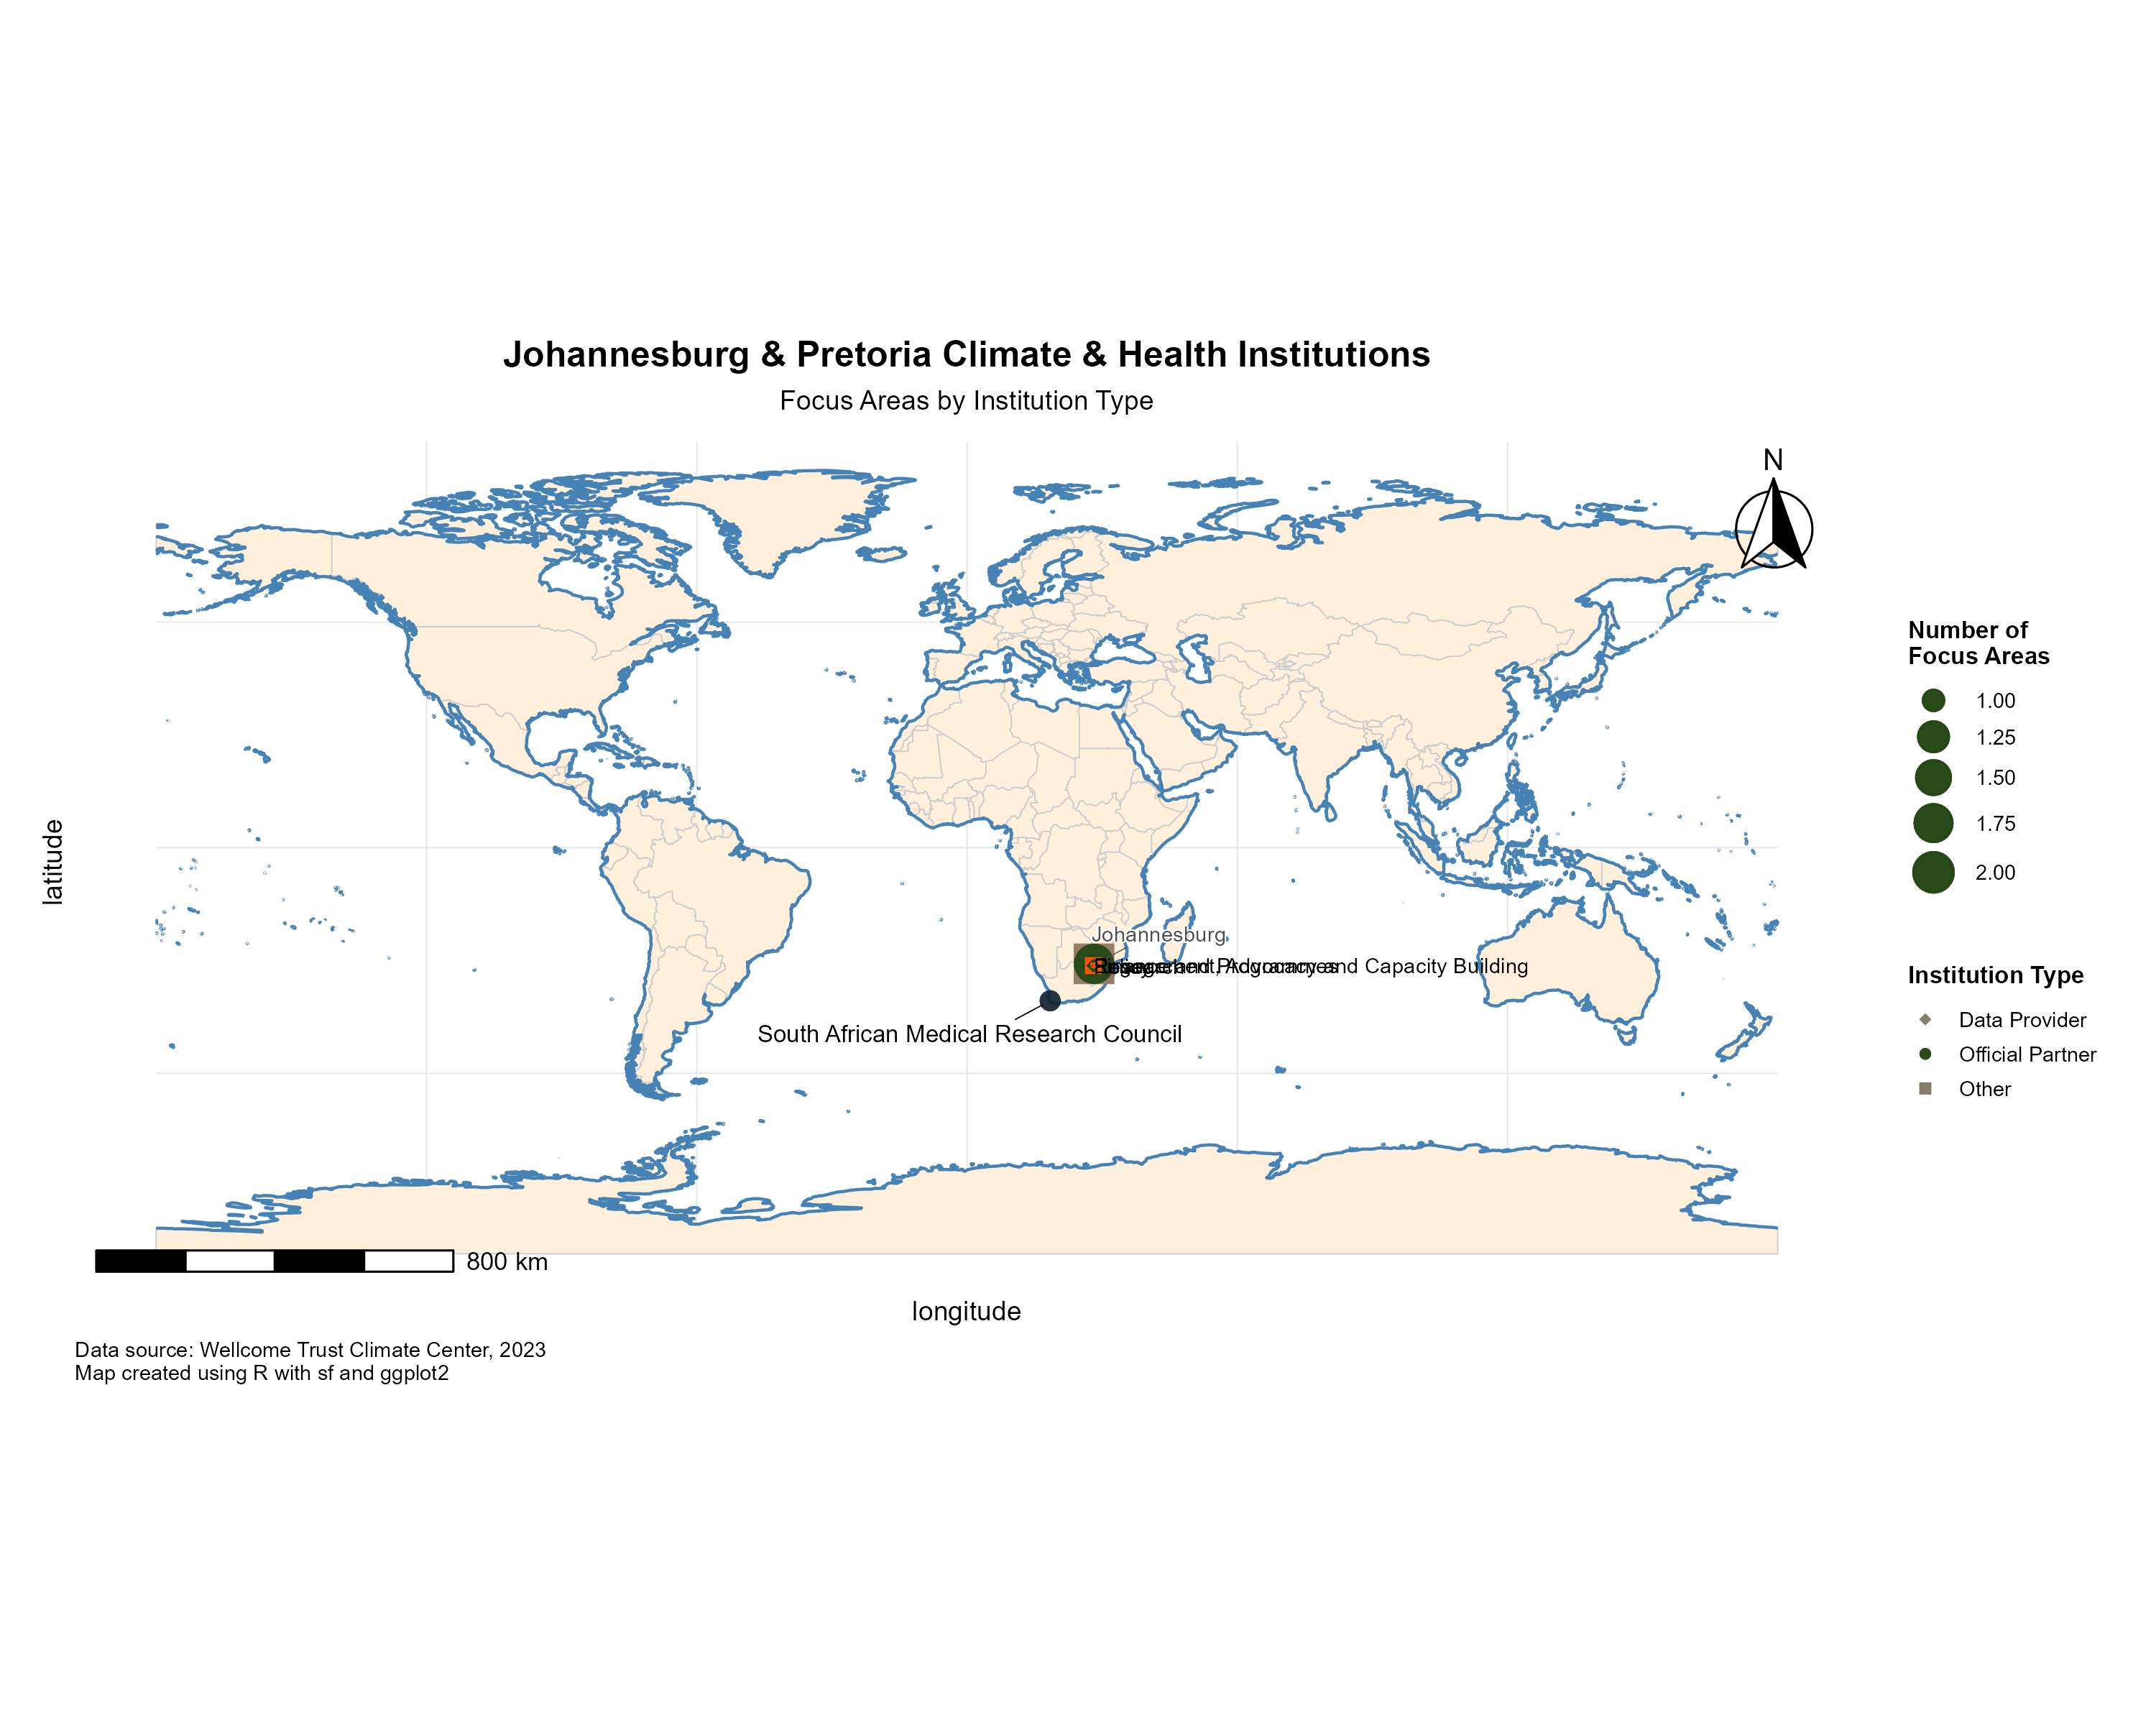 Johannesburg & Pretoria Climate & Health Institutions
Focus Areas by Institution Type
N
Number of
Focus Areas
1.00
1.25
1.50
1.75
2.00
latitude
Johannesburg
and Capacity Building
South African Medical Research Council
Institution Type
Data Provider
Official Partner
Other
800 km
longitude
Data source: Wellcome Trust Climate Center, 2023
Map created using R with sf and ggplot2